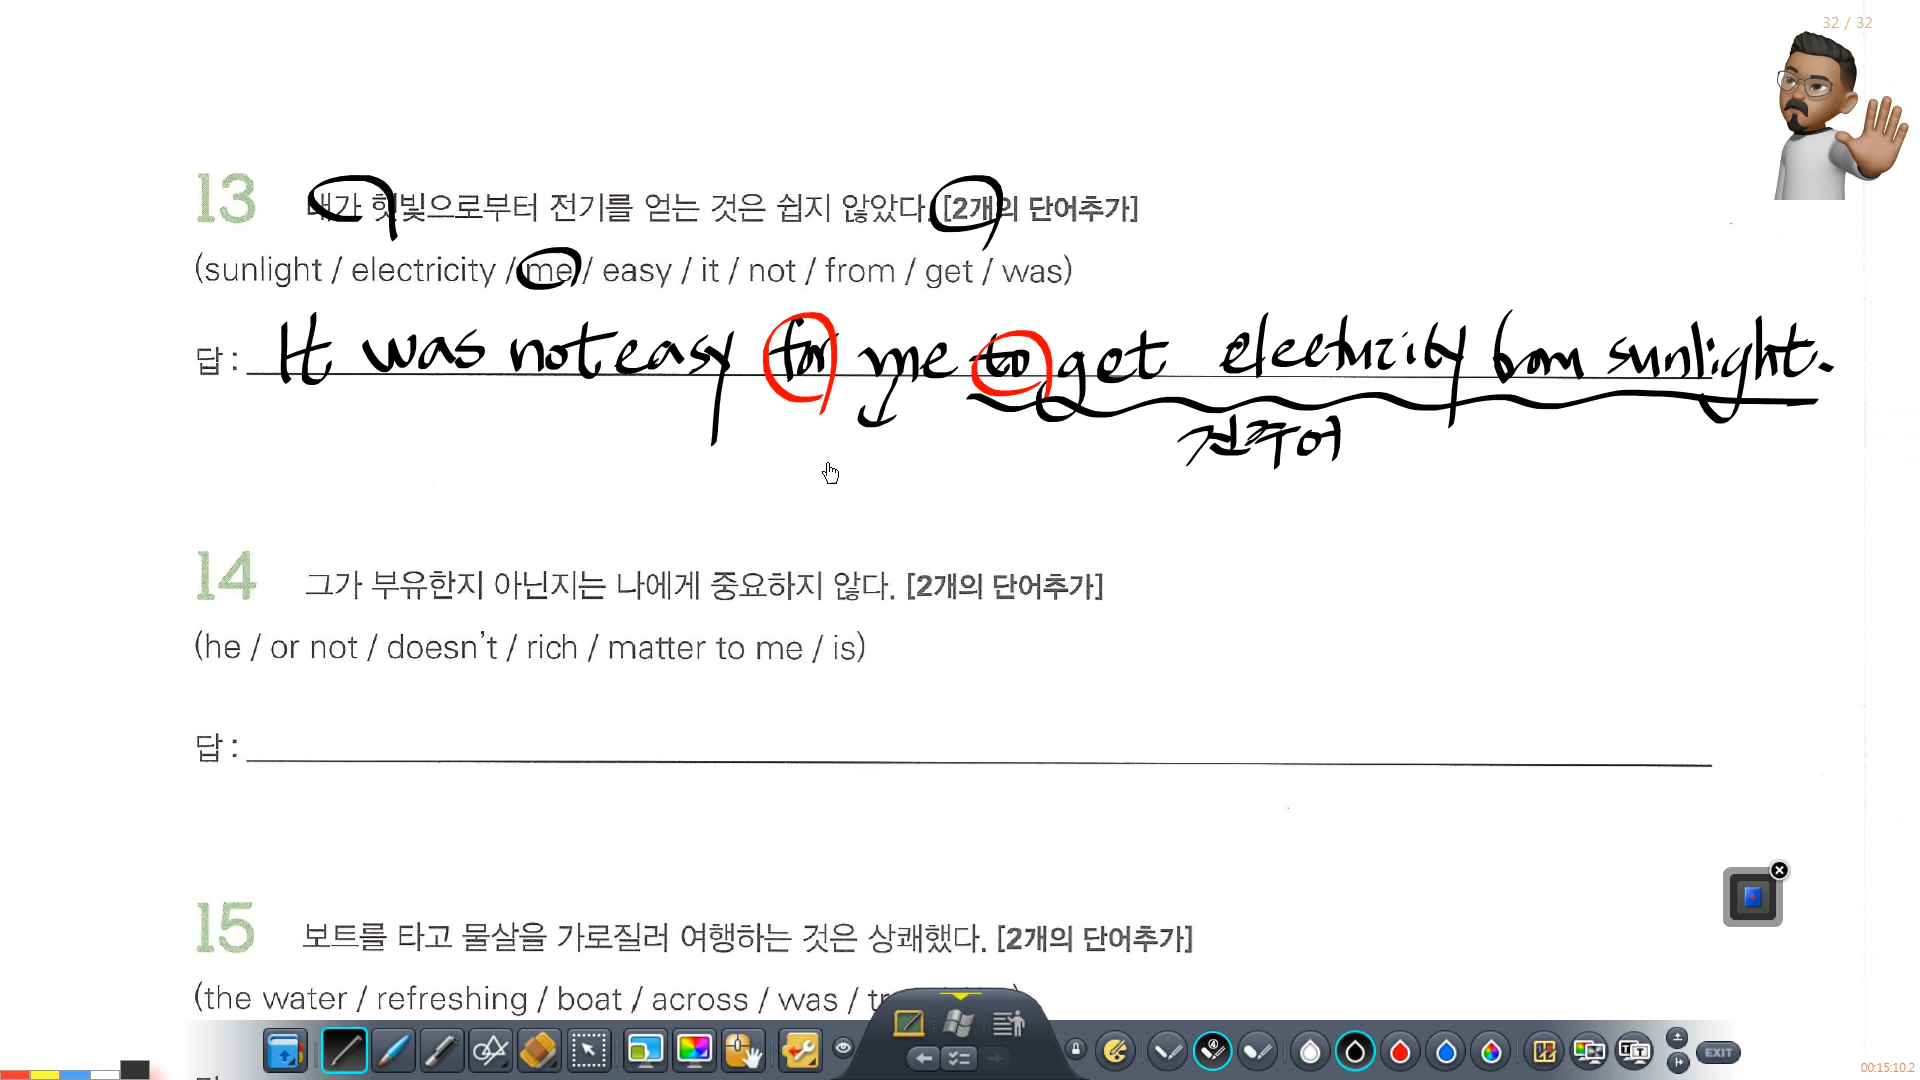 32 / 32
13 내가 햇빛으로부터 전기를 얻는 것은 쉽지 않았다. [2개의 단어추가]
(sunlight / electricity / me / easy / it / not / from / get / was)
답 : It was not easy for me to get electricity from sunlight.
진주어
14 그가 부유한지 아닌지는 나에게 중요하지 않다. [2개의 단어추가]
(he / or not / doesn't / rich / matter to me / is)
답 :
15 보트를 타고 물살을 가로질러 여행하는 것은 상쾌했다. [2개의 단어추가]
(the water / refreshing / boat / across / was /
EXIT
00:15:10.2